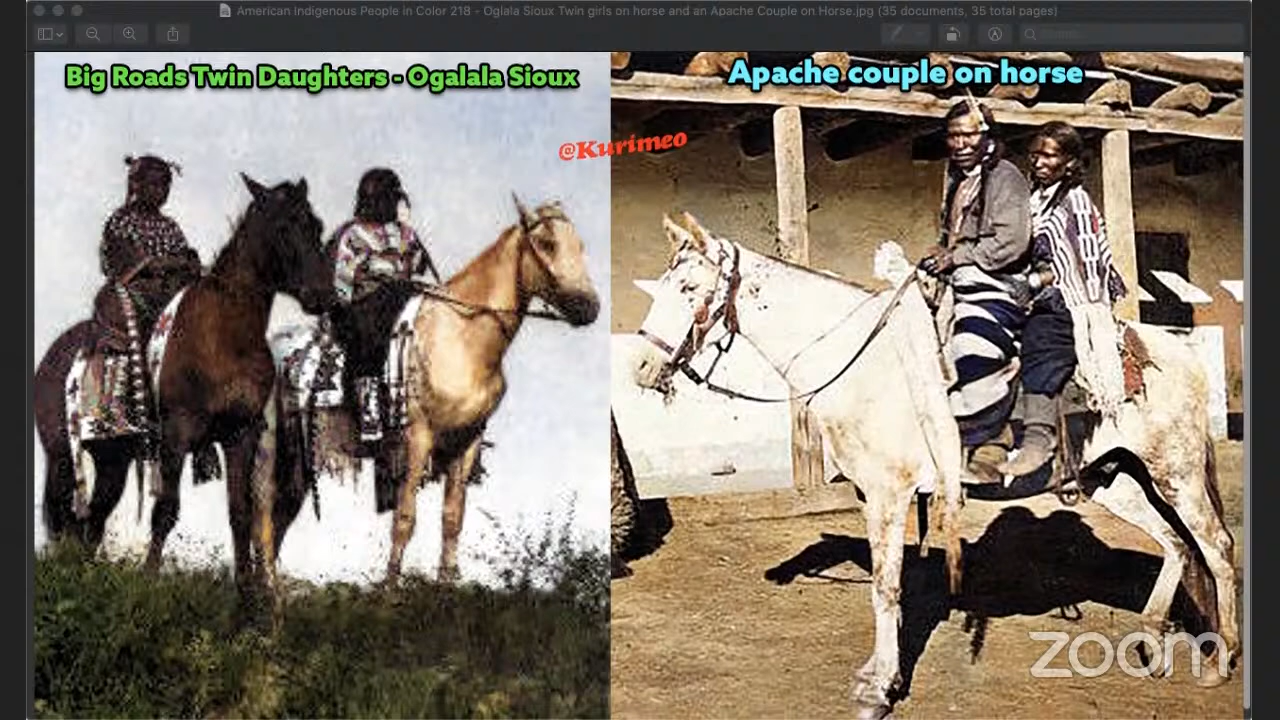 American Indigenous People in Color 218 - Oglala Sioux Twin girls on horse and an Apache Couple on Horse.jpg (35 documents, 35 total pages)
Big Roads Twin Daughters - Ogalala Sioux
Apache couple on horse
@Kurimeo
zoom